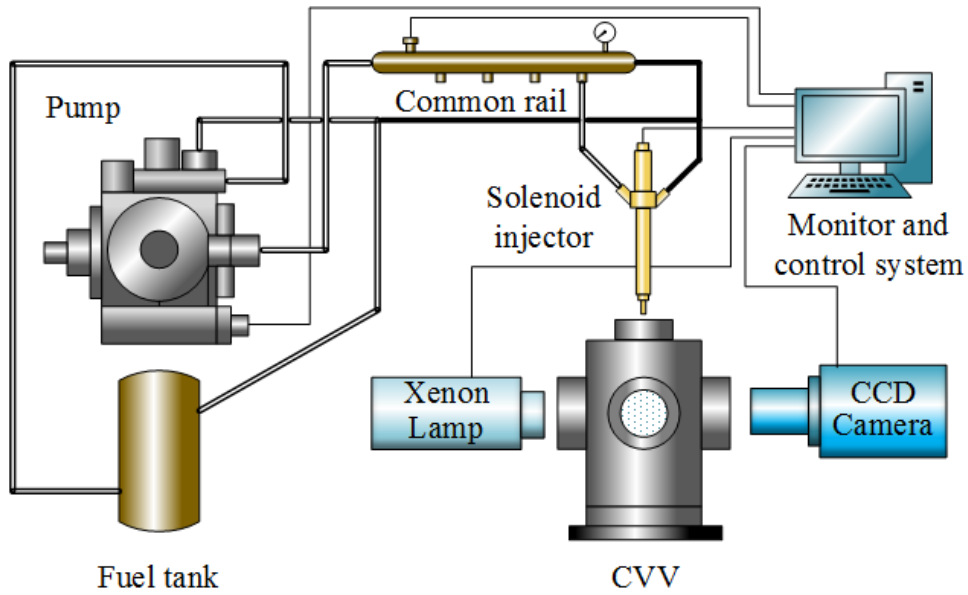 Pump
Common rail
Solenoid
injector
Monitor and
control system
Xenon
Lamp
CCD
Camera
Fuel tank
CVV